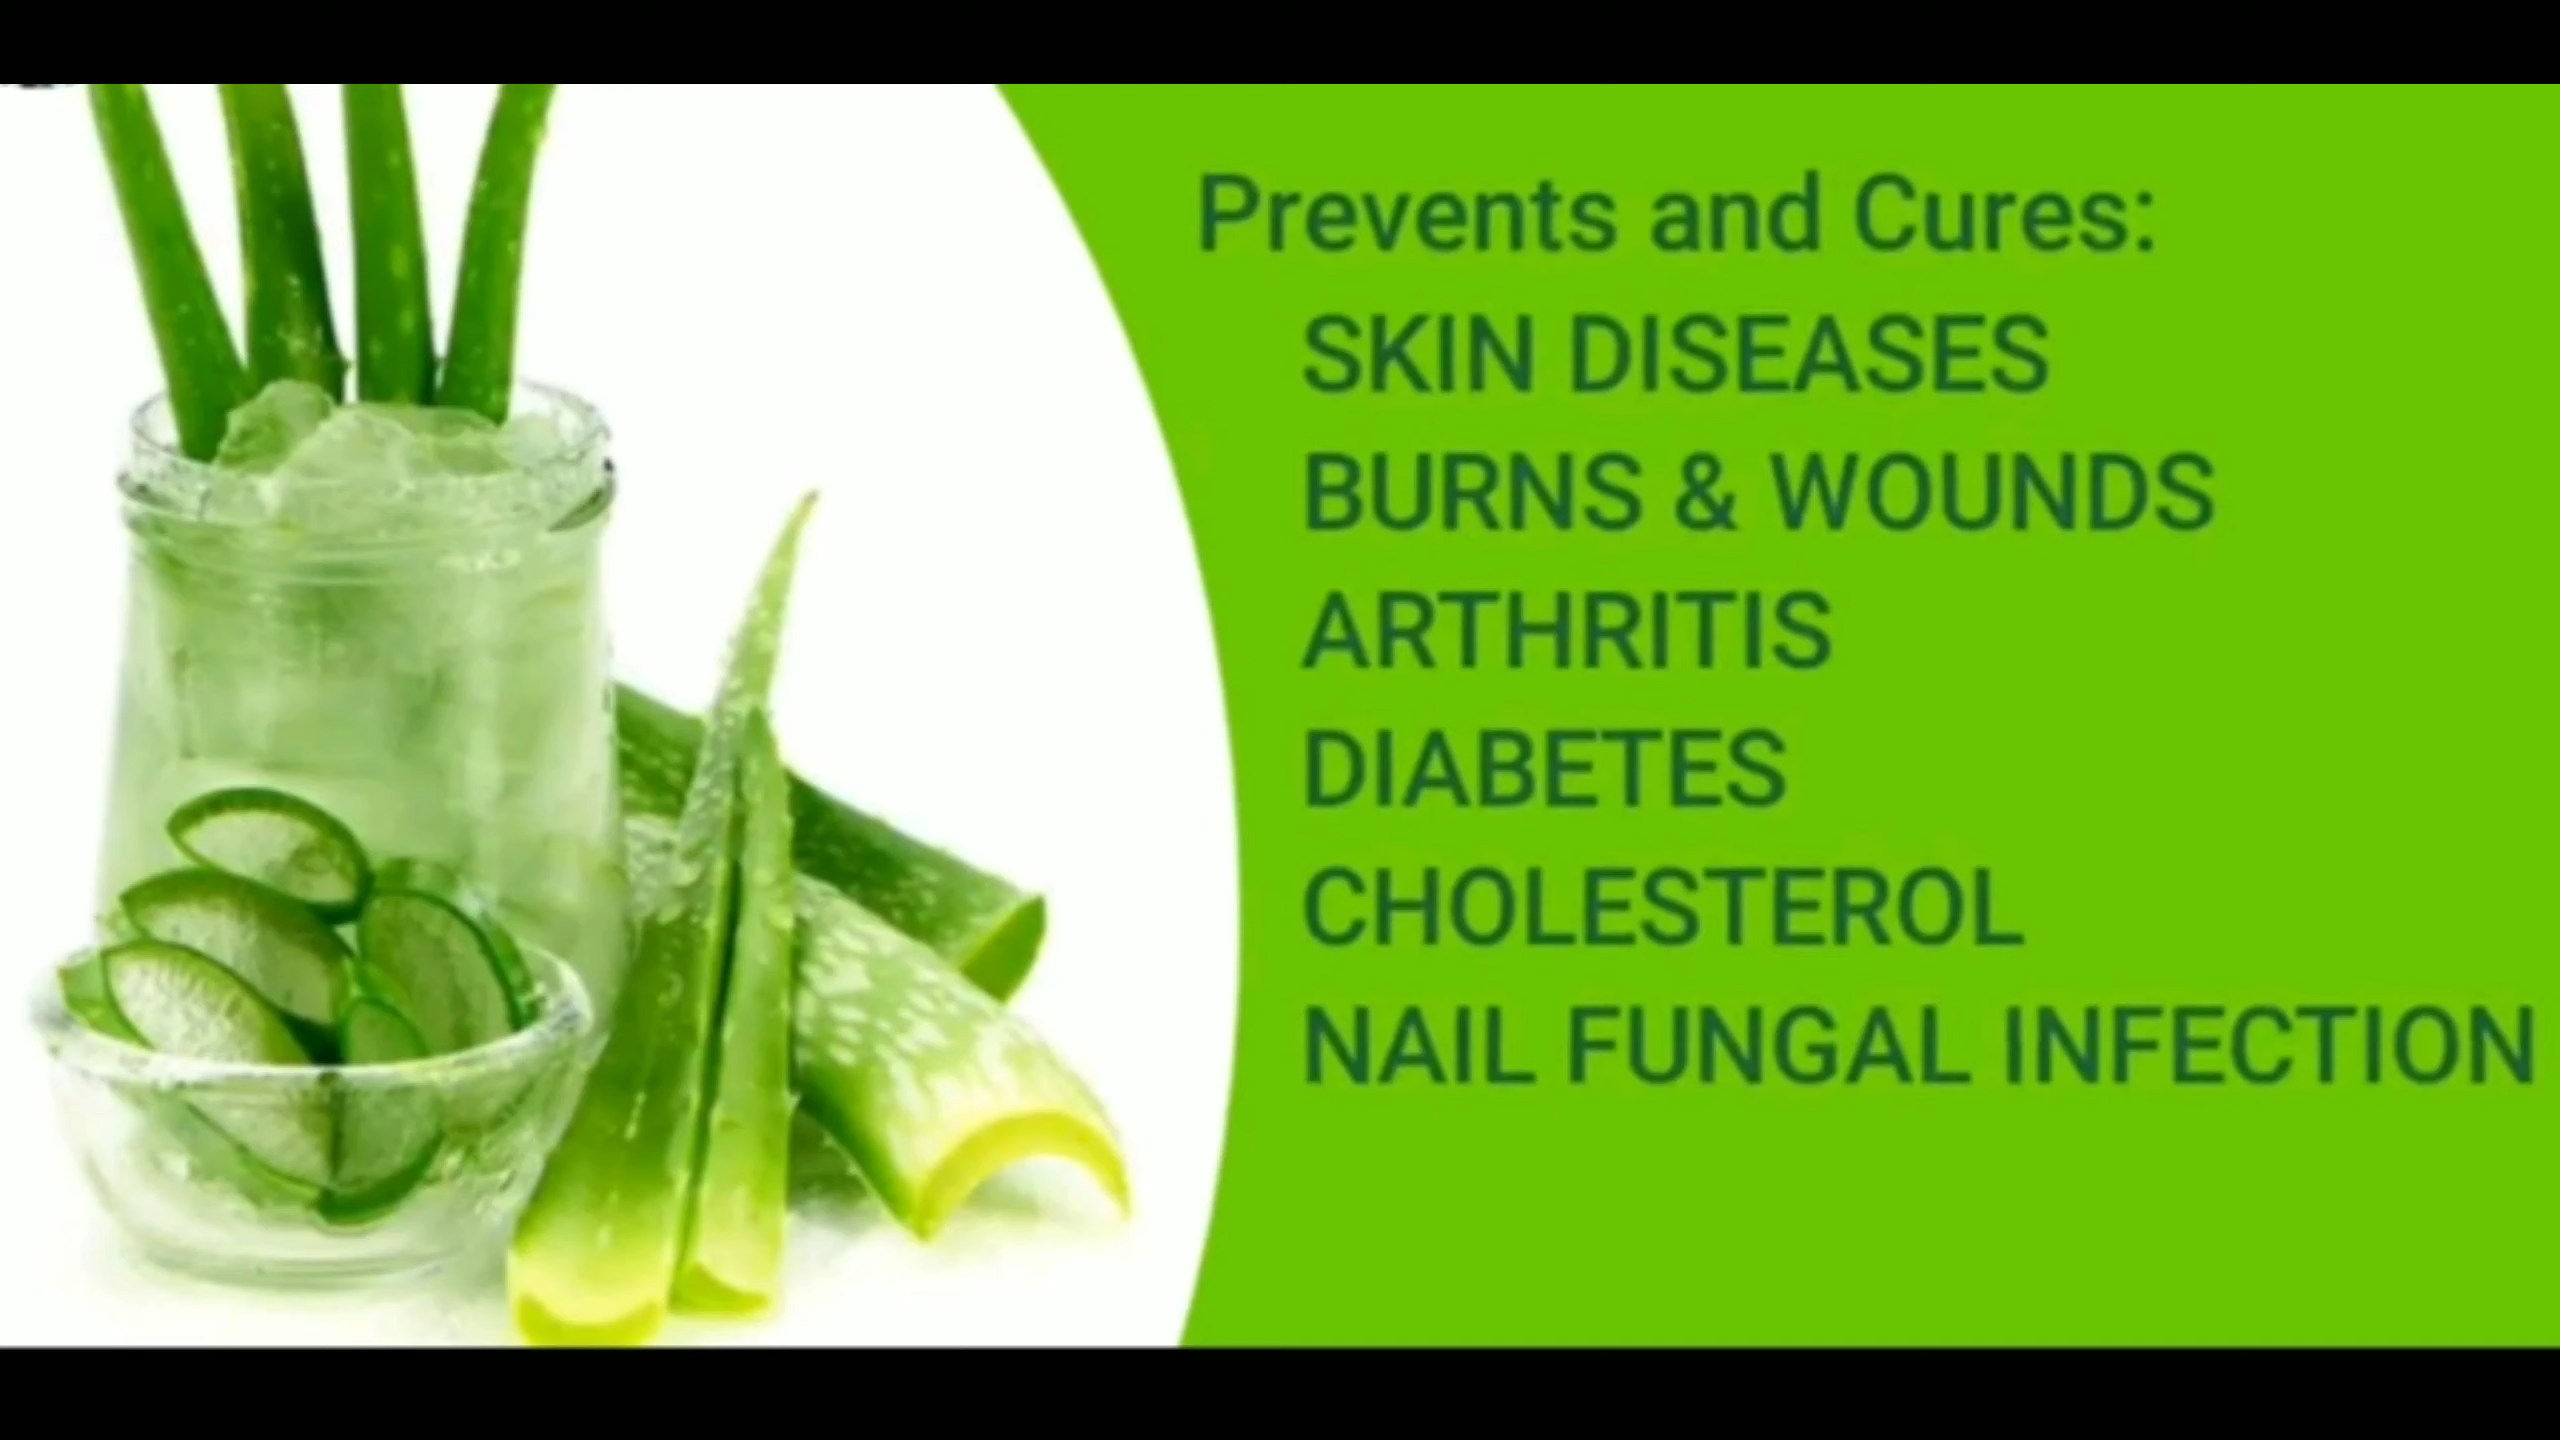 Prevents and Cures:
SKIN DISEASES
BURNS & WOUNDS
ARTHRITIS
DIABETES
CHOLESTEROL
NAIL FUNGAL INFECTION